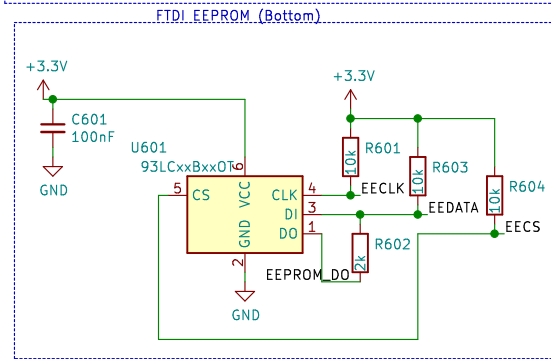 FTDI EEPROM (Bottom)
+3.3V
+3.3V
C601
100nF
U601
93LCxxBxxOT
R601
10k
R603
10k
R604
10k
GND
6
VCC
5
CS
CLK
4
EECLK
DI
3
EEDATA
DO
1
EECS
GND
2
R602
2k
EEPROM_DO
GND